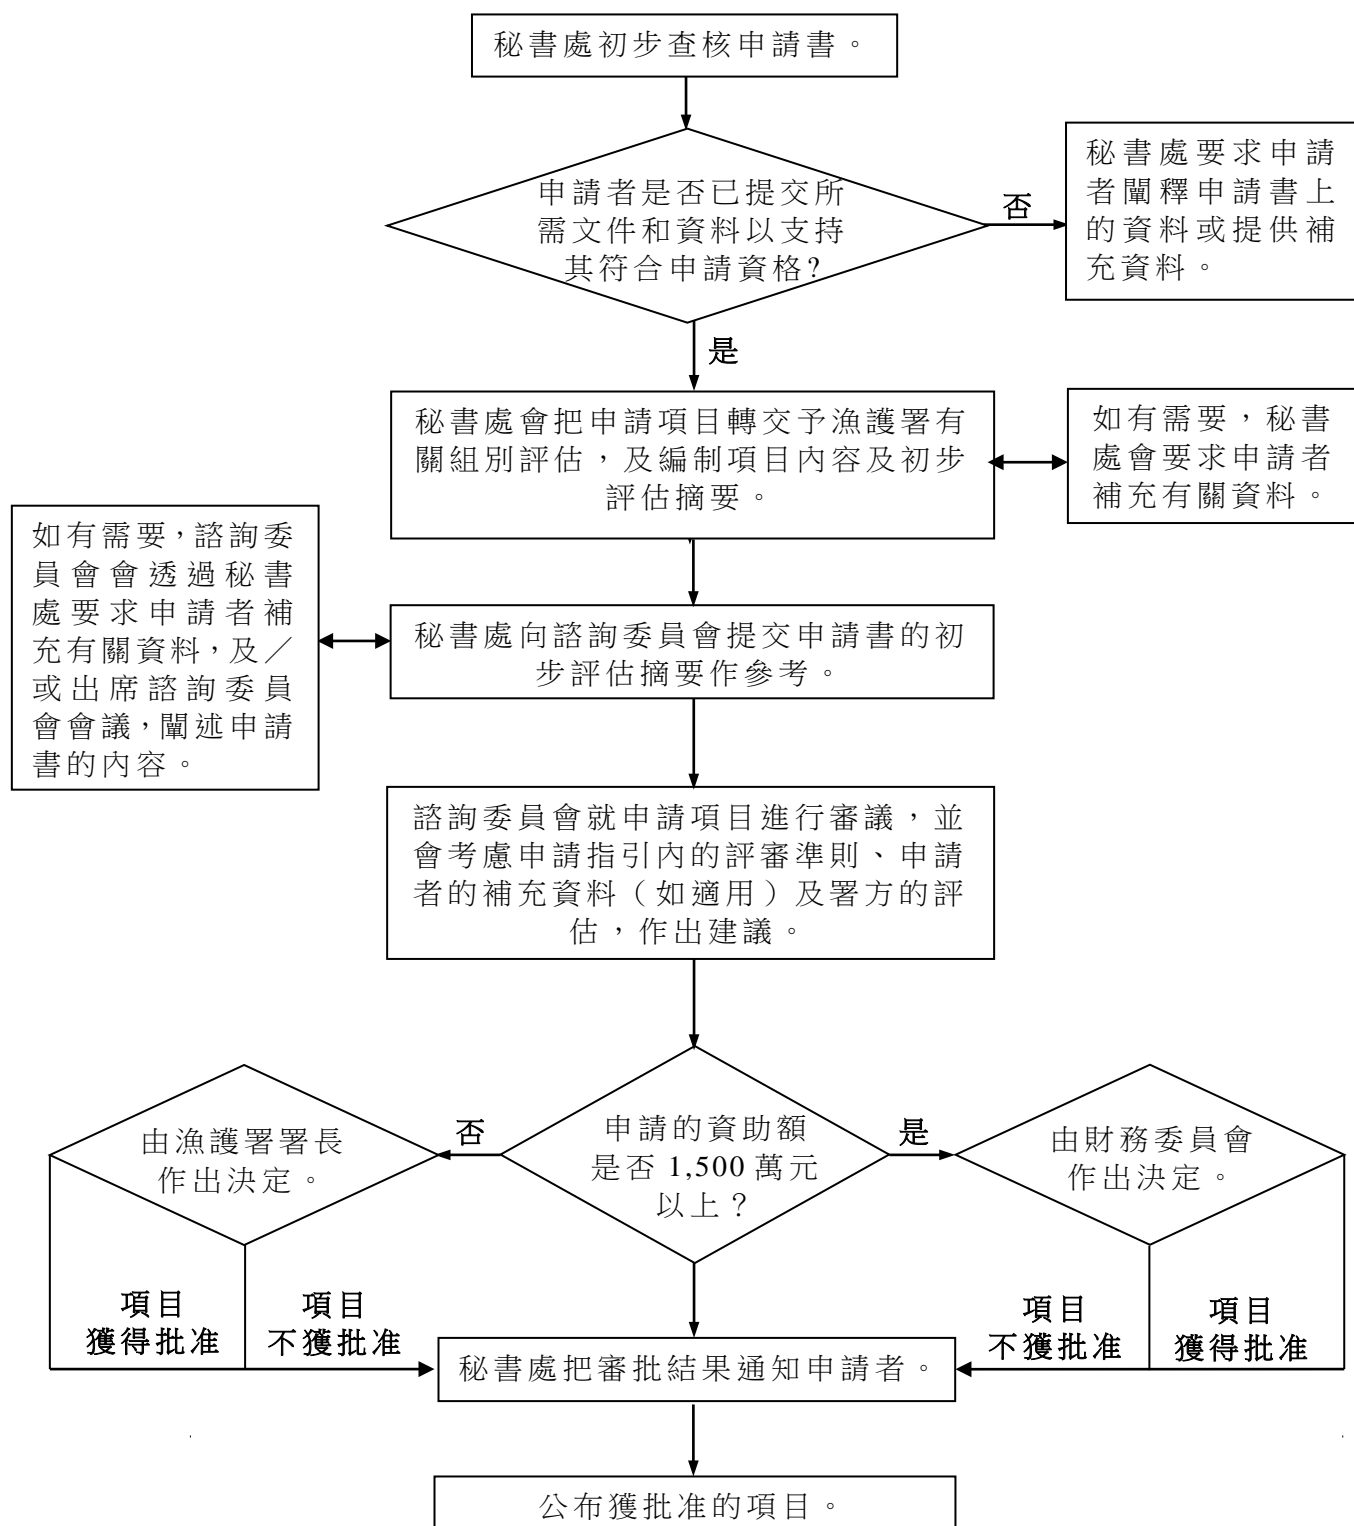 秘書處初步查核申請書。
申請者是否已提交所
需文件和資料以支持
其符合申請資格?
否
秘書處要求申請
者闡釋申請書上
的資料或提供補
充資料。
是
秘書處會把申請項目轉交予漁護署有
關組別評估，及編制項目內容及初步
評估摘要。
如有需要，秘書
處會要求申請者
補充有關資料。
如有需要，諮詢委
員會會透過秘書
處要求申請者補
充有關資料，及／
或出席諮詢委員
會會議，闡述申請
書的內容。
秘書處向諮詢委員會提交申請書的初
步評估摘要作參考。
諮詢委員會就申請項目進行審議，並
會考慮申請指引內的評審準則、申請
者的補充資料（如適用）及署方的評
估，作出建議。
由漁護署署長
作出決定。
否
申請的資助額
是否 1,500 萬元
以上？
是
由財務委員會
作出決定。
項目
獲得批准
項目
不獲批准
項目
不獲批准
項目
獲得批准
秘書處把審批結果通知申請者。
公布獲批准的項目。